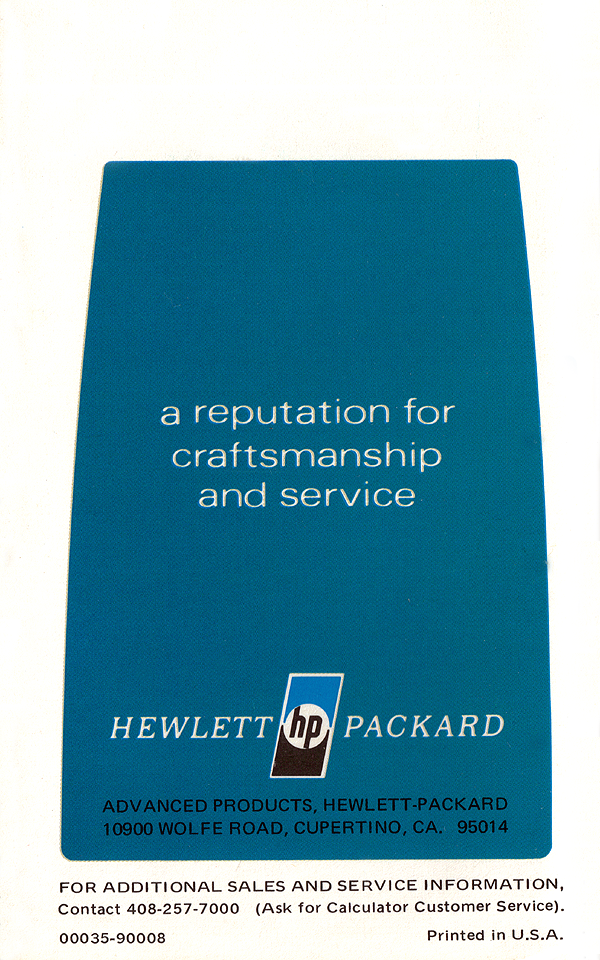 a reputation for
craftsmanship
and service
HEWLETT hp PACKARD
ADVANCED PRODUCTS, HEWLETT-PACKARD
10900 WOLFE ROAD, CUPERTINO, CA. 95014
FOR ADDITIONAL SALES AND SERVICE INFORMATION,
Contact 408-257-7000 (Ask for Calculator Customer Service).
00035-90008 Printed in U.S.A.